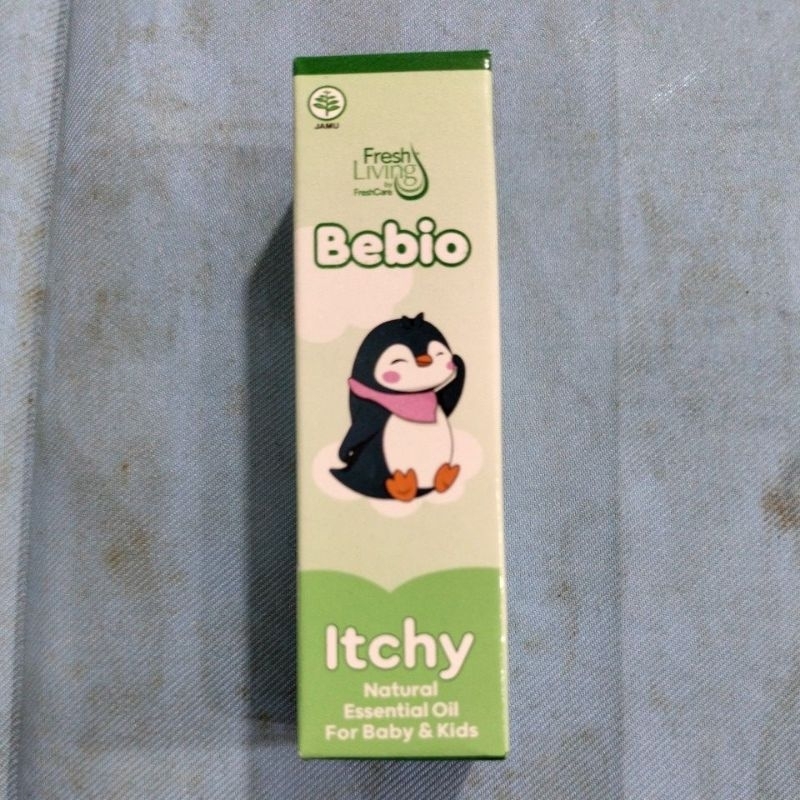 JAMU
Fresh
Living
by
FreshCare
Bebio
Itchy
Natural
Essential Oil
For Baby & Kids